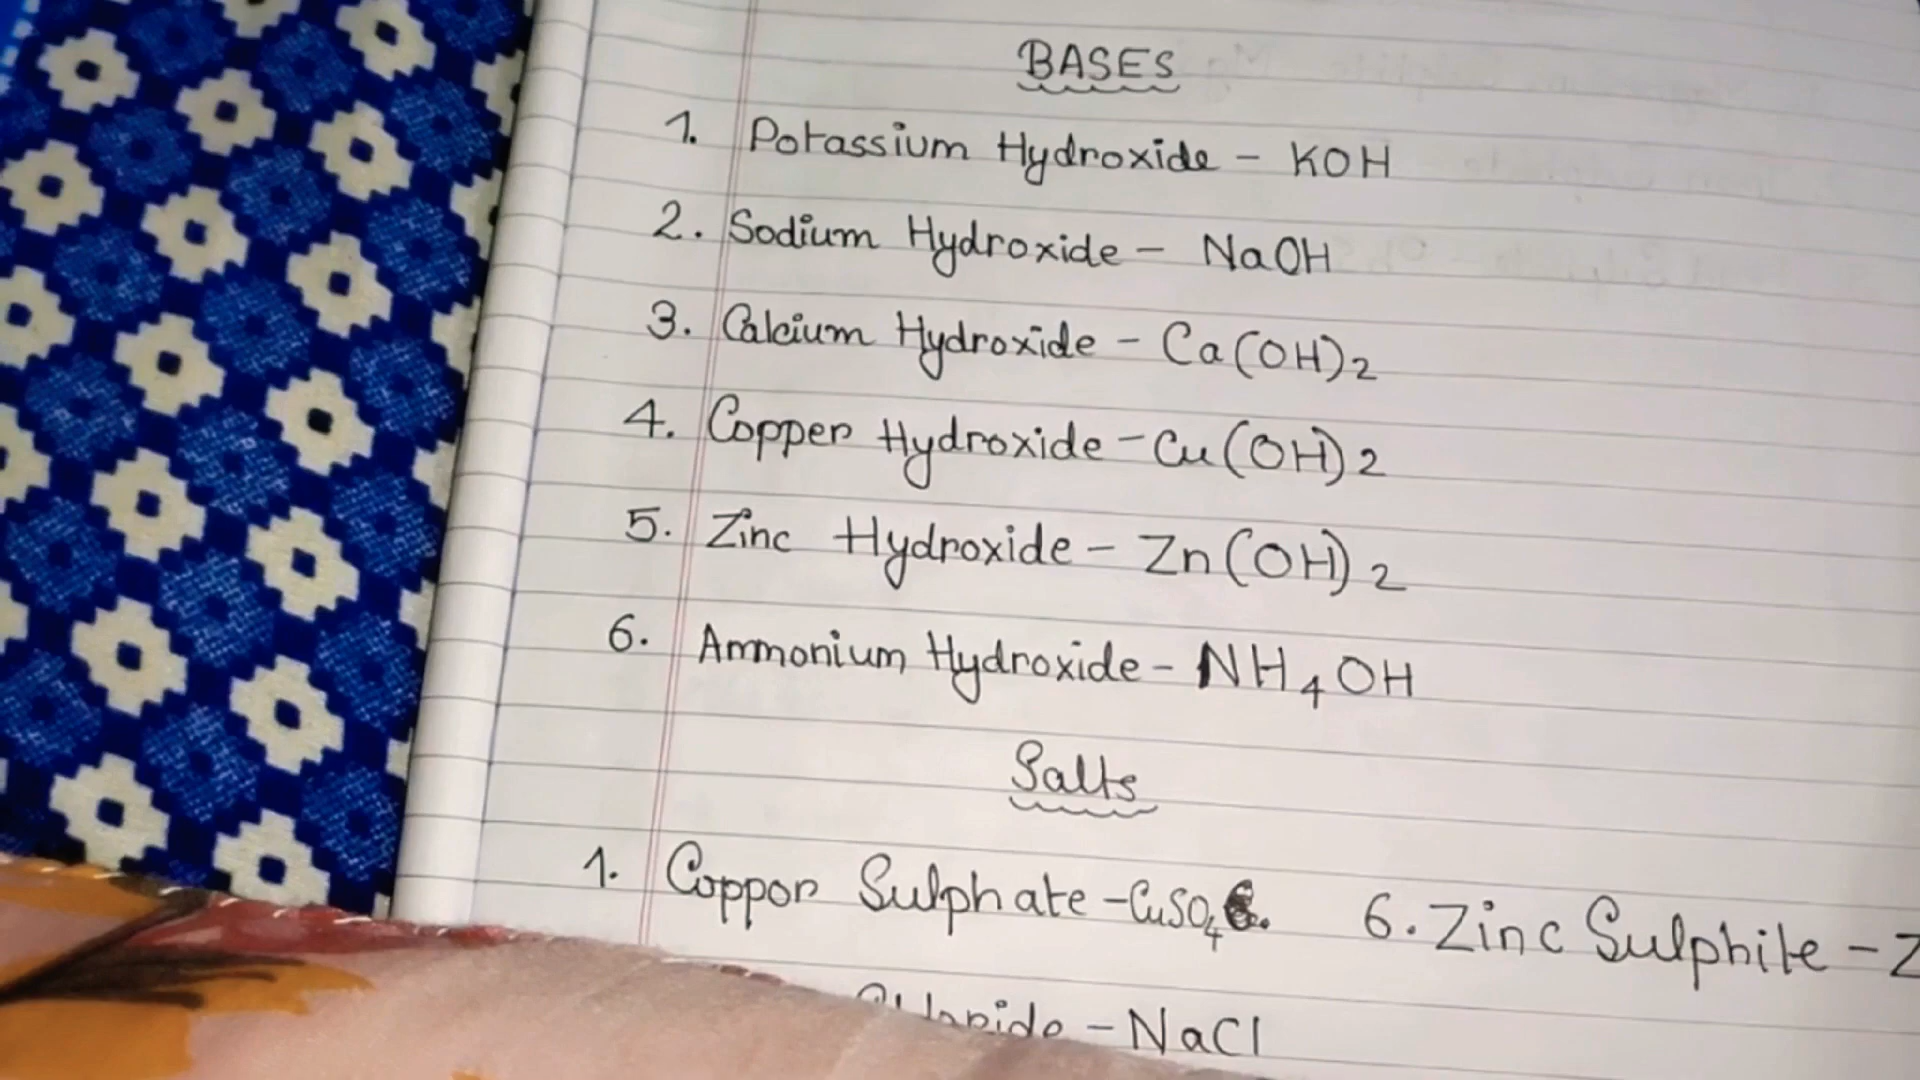 BASES
1. Potassium Hydroxide - KOH
2. Sodium Hydroxide - NaOH
3. Calcium Hydroxide - Ca(OH)2
4. Copper Hydroxide - Cu(OH)2
5. Zinc Hydroxide - Zn(OH)2
6. Ammonium Hydroxide - NH4OH
Salts
1. Coppor Sulphate - CuSO4. 6. Zinc Sulphite - Z
- NaCl